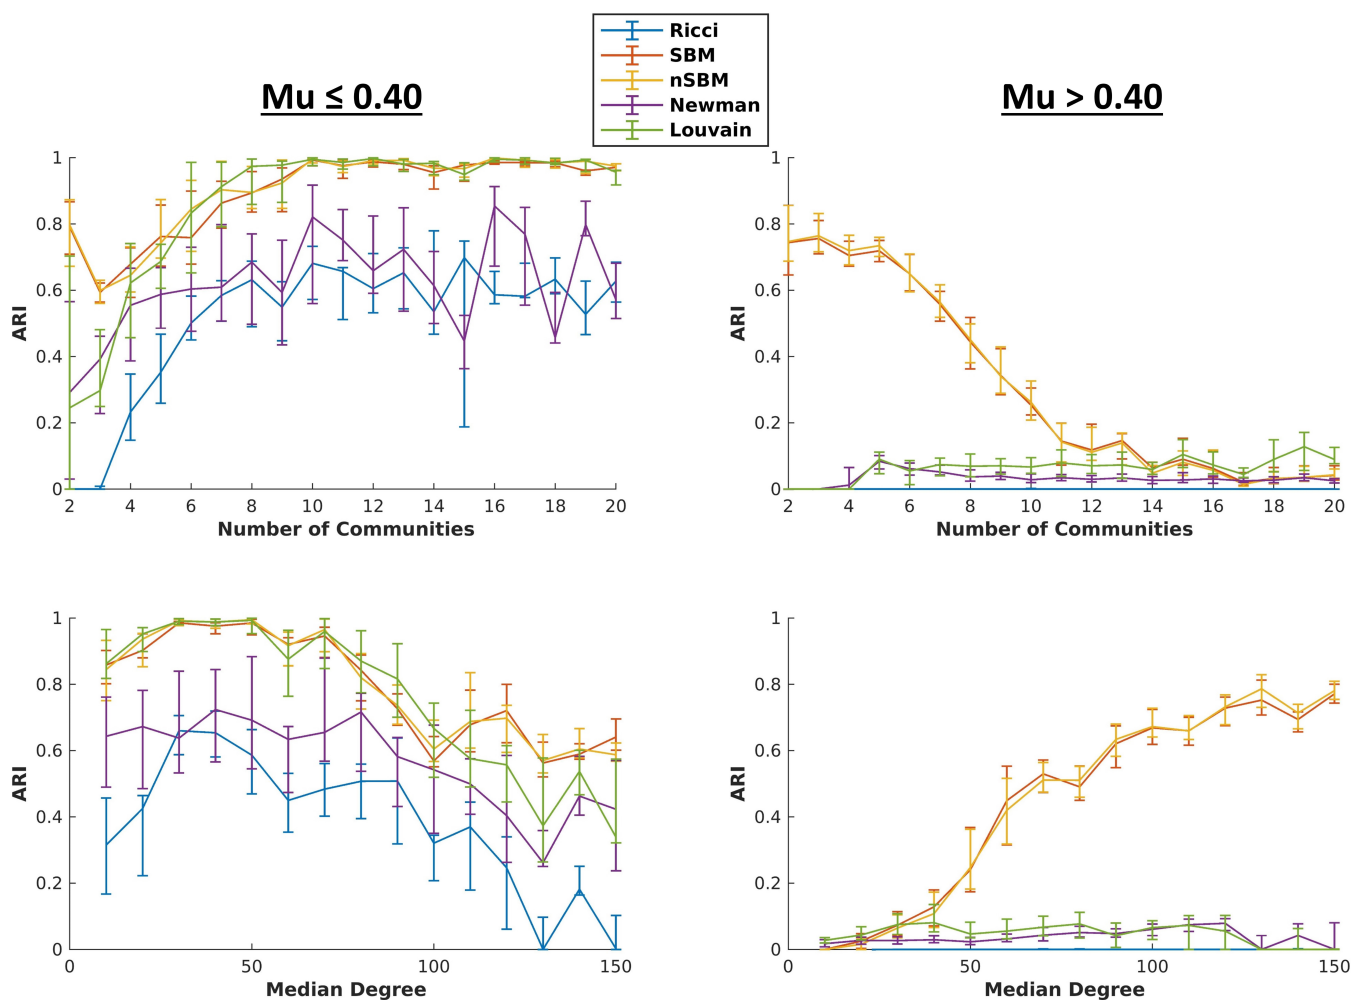 Ricci
SBM
nSBM
Newman
Louvain
Mu ≤ 0.40
Mu > 0.40
1
0.8
0.6
0.4
0.2
0
ARI
2 4 6 8 10 12 14 16 18 20
Number of Communities
1
0.8
0.6
0.4
0.2
0
ARI
2 4 6 8 10 12 14 16 18 20
Number of Communities
1
0.8
0.6
0.4
0.2
0
ARI
0 50 100 150
Median Degree
1
0.8
0.6
0.4
0.2
0
ARI
0 50 100 150
Median Degree